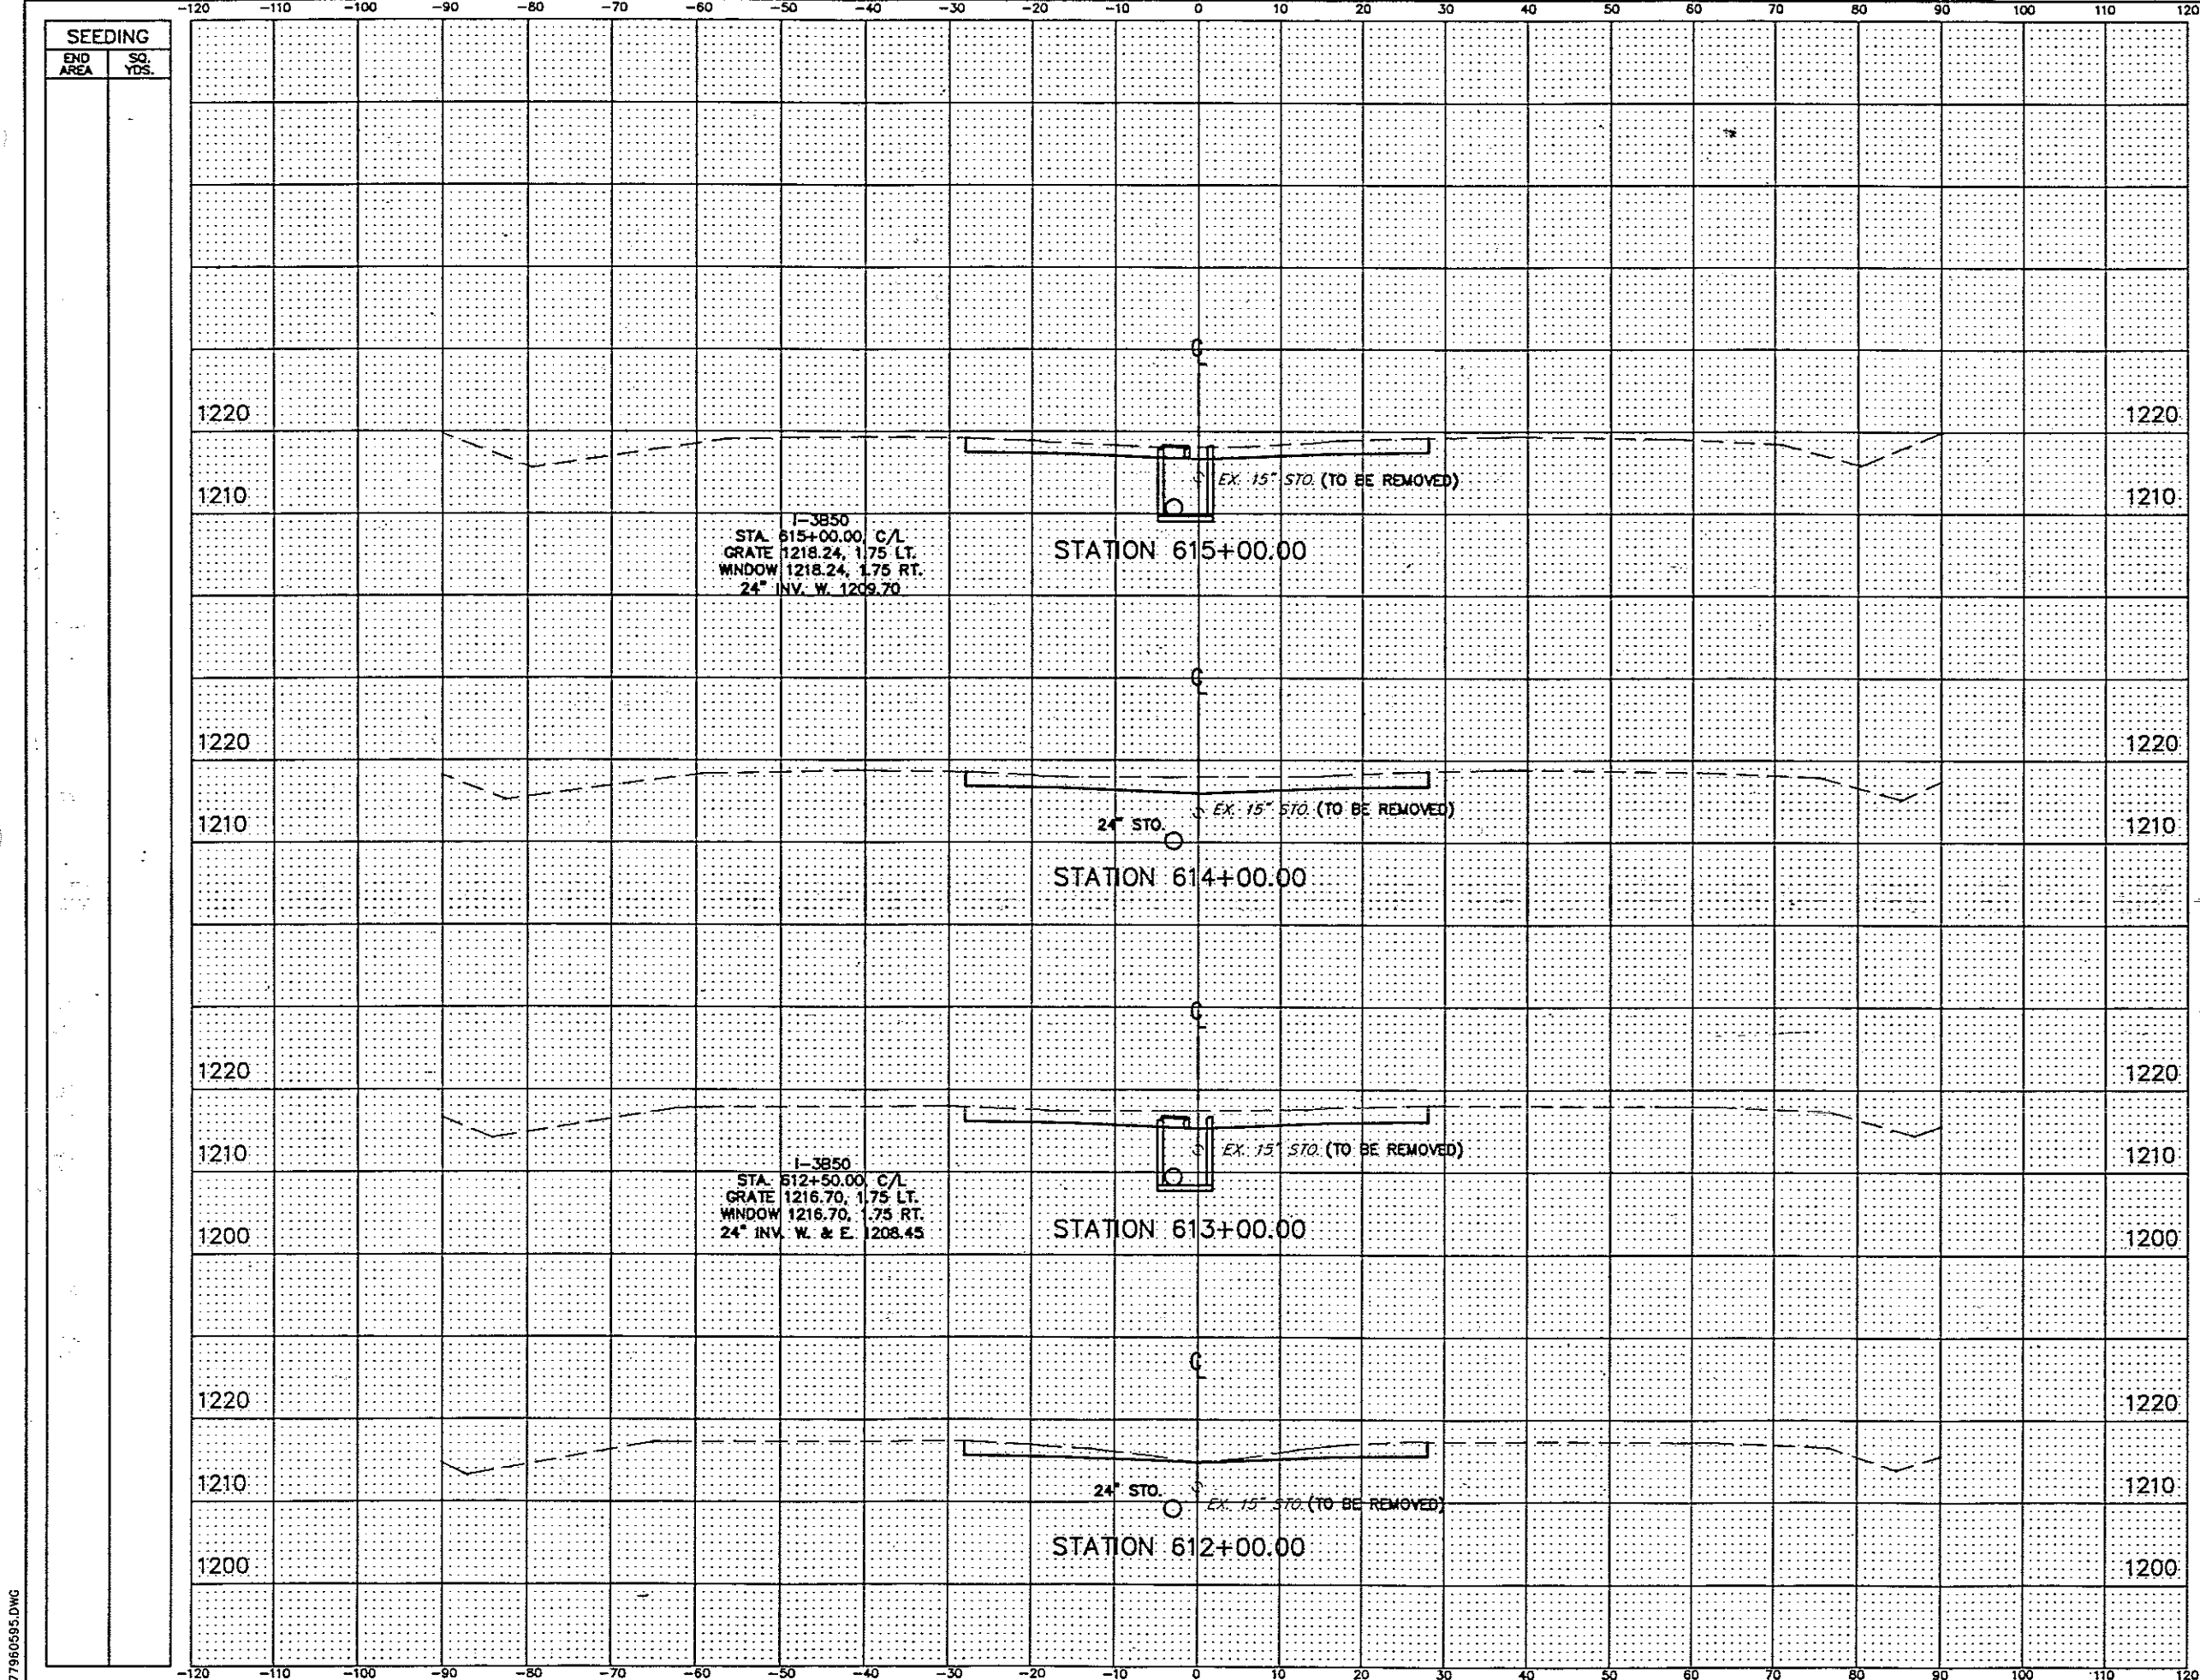 -120 -110 -100 -90 -80 -70 -60 -50 -40 -30 -20 -10 0 10 20 30 40 50 60 70 80 90 100 110 120
SEEDING
END AREA
SQ. YDS.
1220 1220
EX. 15" STO. (TO BE REMOVED)
1210 1210
I-3B50
STA. 615+00.00, C/L
GRATE 1218.24, 1.75 LT.
WINDOW 1218.24, 1.75 RT.
24" INV. W. 1209.70
STATION 615+00.00
1220 1220
EX. 15" STO. (TO BE REMOVED)
24" STO.
1210 1210
STATION 614+00.00
1220 1220
EX. 15" STO. (TO BE REMOVED)
1210 1210
I-3B50
STA. 612+50.00, C/L
GRATE 1216.70, 1.75 LT.
WINDOW 1216.70, 1.75 RT.
24" INV. W. & E. 1208.45
STATION 613+00.00
1200 1200
1220 1220
1210 1210
24" STO.
EX. 15" STO. (TO BE REMOVED)
STATION 612+00.00
1200 1200
77960595.DWG
-120 -110 -100 -90 -80 -70 -60 -50 -40 -30 -20 -10 0 10 20 30 40 50 60 70 80 90 100 110 120